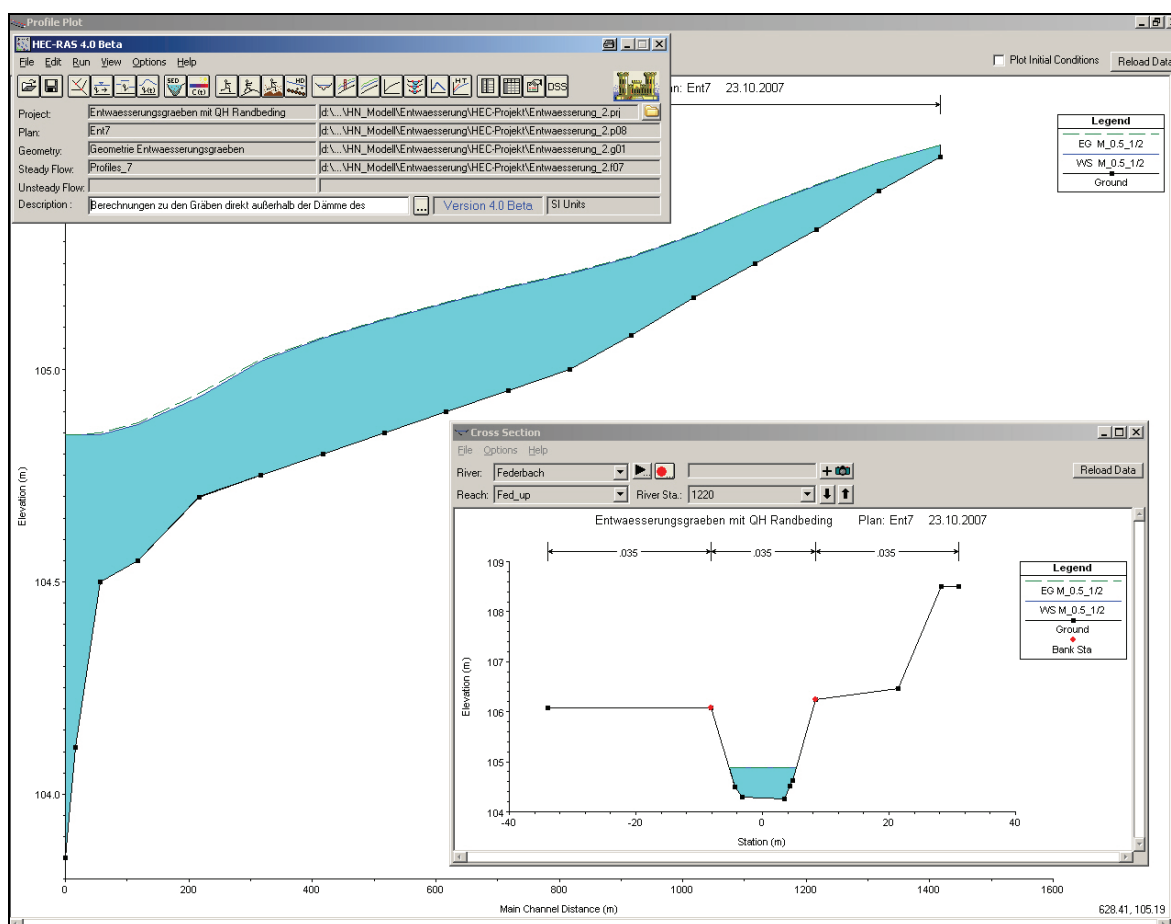 Profile Plot
HEC-RAS 4.0 Beta
File Edit Run View Options Help
SED C(t) Q(t) HD H.T. DSS
Project: Entwaesserungsgraeben mit QH Randbeding d:\...\HN_Modell\Entwaesserung\HEC-Projekt\Entwaesserung_2.prj
Plan: Ent7 d:\...\HN_Modell\Entwaesserung\HEC-Projekt\Entwaesserung_2.p08
Geometry: Geometrie Entwaesserungsgraeben d:\...\HN_Modell\Entwaesserung\HEC-Projekt\Entwaesserung_2.g01
Steady Flow: Profiles_7 d:\...\HN_Modell\Entwaesserung\HEC-Projekt\Entwaesserung_2.f07
Unsteady Flow:
Description : Berechnungen zu den Gräben direkt außerhalb der Dämme des ... Version 4.0 Beta SI Units
Plot Initial Conditions Reload Data
n: Ent7 23.10.2007
Legend
EG M_0.5_1/2
WS M_0.5_1/2
Ground
105.0
104.5
104.0
Elevation (m)
0 200 400 600 800 1000 1200 1400 1600
Main Channel Distance (m)
628.41, 105.19
Cross Section
File Options Help
River: Federbach
Reload Data
Reach: Fed_up River Sta.: 1220
Entwaesserungsgraeben mit QH Randbeding Plan: Ent7 23.10.2007
.035 .035 .035
109
108
107
106
105
104
Elevation (m)
-40 -20 0 20 40
Station (m)
Legend
EG M_0.5_1/2
WS M_0.5_1/2
Ground
Bank Sta